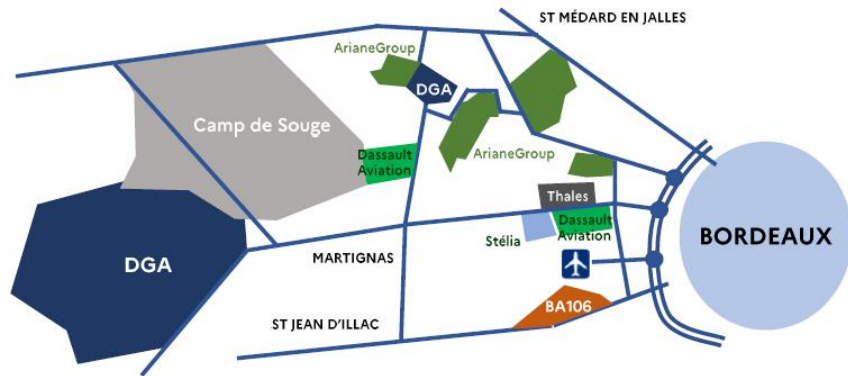 ST MÉDARD EN JALLES
ArianeGroup
DGA
Camp de Souge
Dassault
Aviation
ArianeGroup
Thales
Dassault
Aviation
Stélia
BORDEAUX
DGA
MARTIGNAS
BA106
ST JEAN D'ILLAC